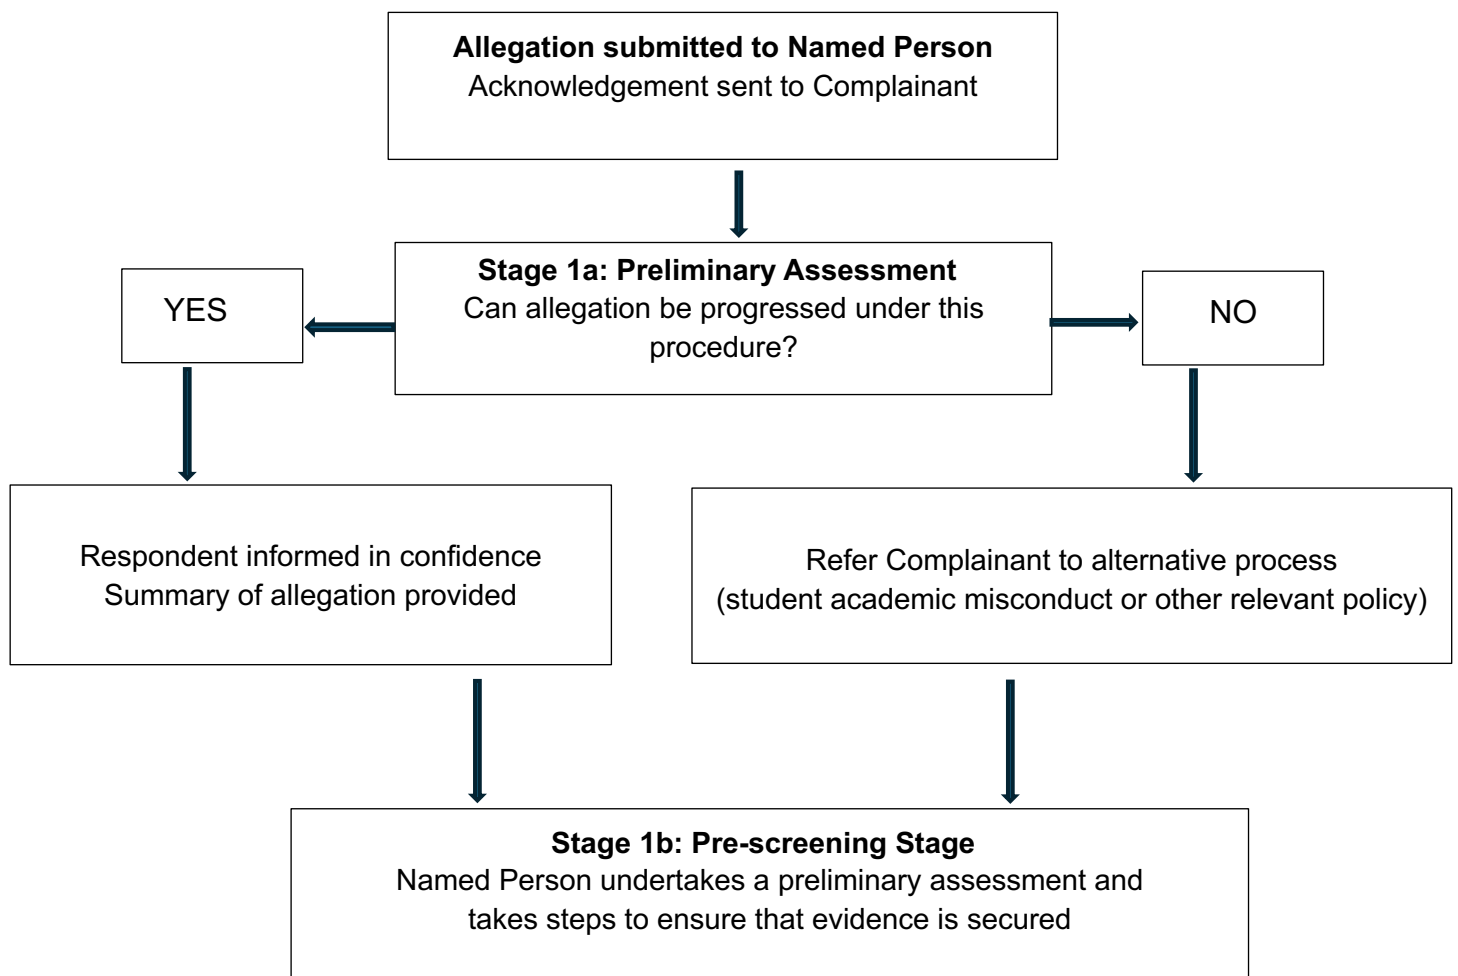 Allegation submitted to Named Person
Acknowledgement sent to Complainant
Stage 1a: Preliminary Assessment
Can allegation be progressed under this
procedure?
YES
NO
Respondent informed in confidence
Summary of allegation provided
Refer Complainant to alternative process
(student academic misconduct or other relevant policy)
Stage 1b: Pre-screening Stage
Named Person undertakes a preliminary assessment and
takes steps to ensure that evidence is secured